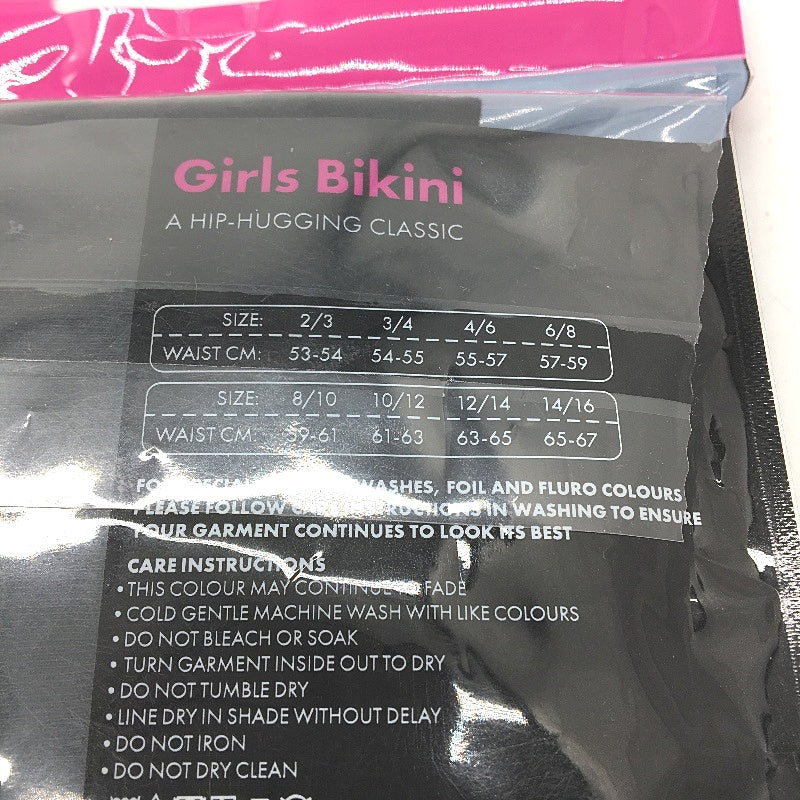 Girls Bikini
A HIP-HUGGING CLASSIC
SIZE: 2/3 3/4 4/6 6/8
WAIST CM: 53-54 54-55 55-57 57-59
SIZE: 8/10 10/12 12/14 14/16
WAIST CM: 59-61 61-63 63-65 65-67
WASHES, FOIL AND FLURO COLOURS
PLEASE FOLLOW IN WASHING TO ENSURE
YOUR GARMENT CONTINUES TO LOOK ITS BEST
CARE INSTRUCTIONS
• THIS COLOUR MAY CONTINUE TO FADE
• COLD GENTLE MACHINE WASH WITH LIKE COLOURS
• DO NOT BLEACH OR SOAK
• TURN GARMENT INSIDE OUT TO DRY
• DO NOT TUMBLE DRY
• LINE DRY IN SHADE WITHOUT DELAY
• DO NOT IRON
• DO NOT DRY CLEAN